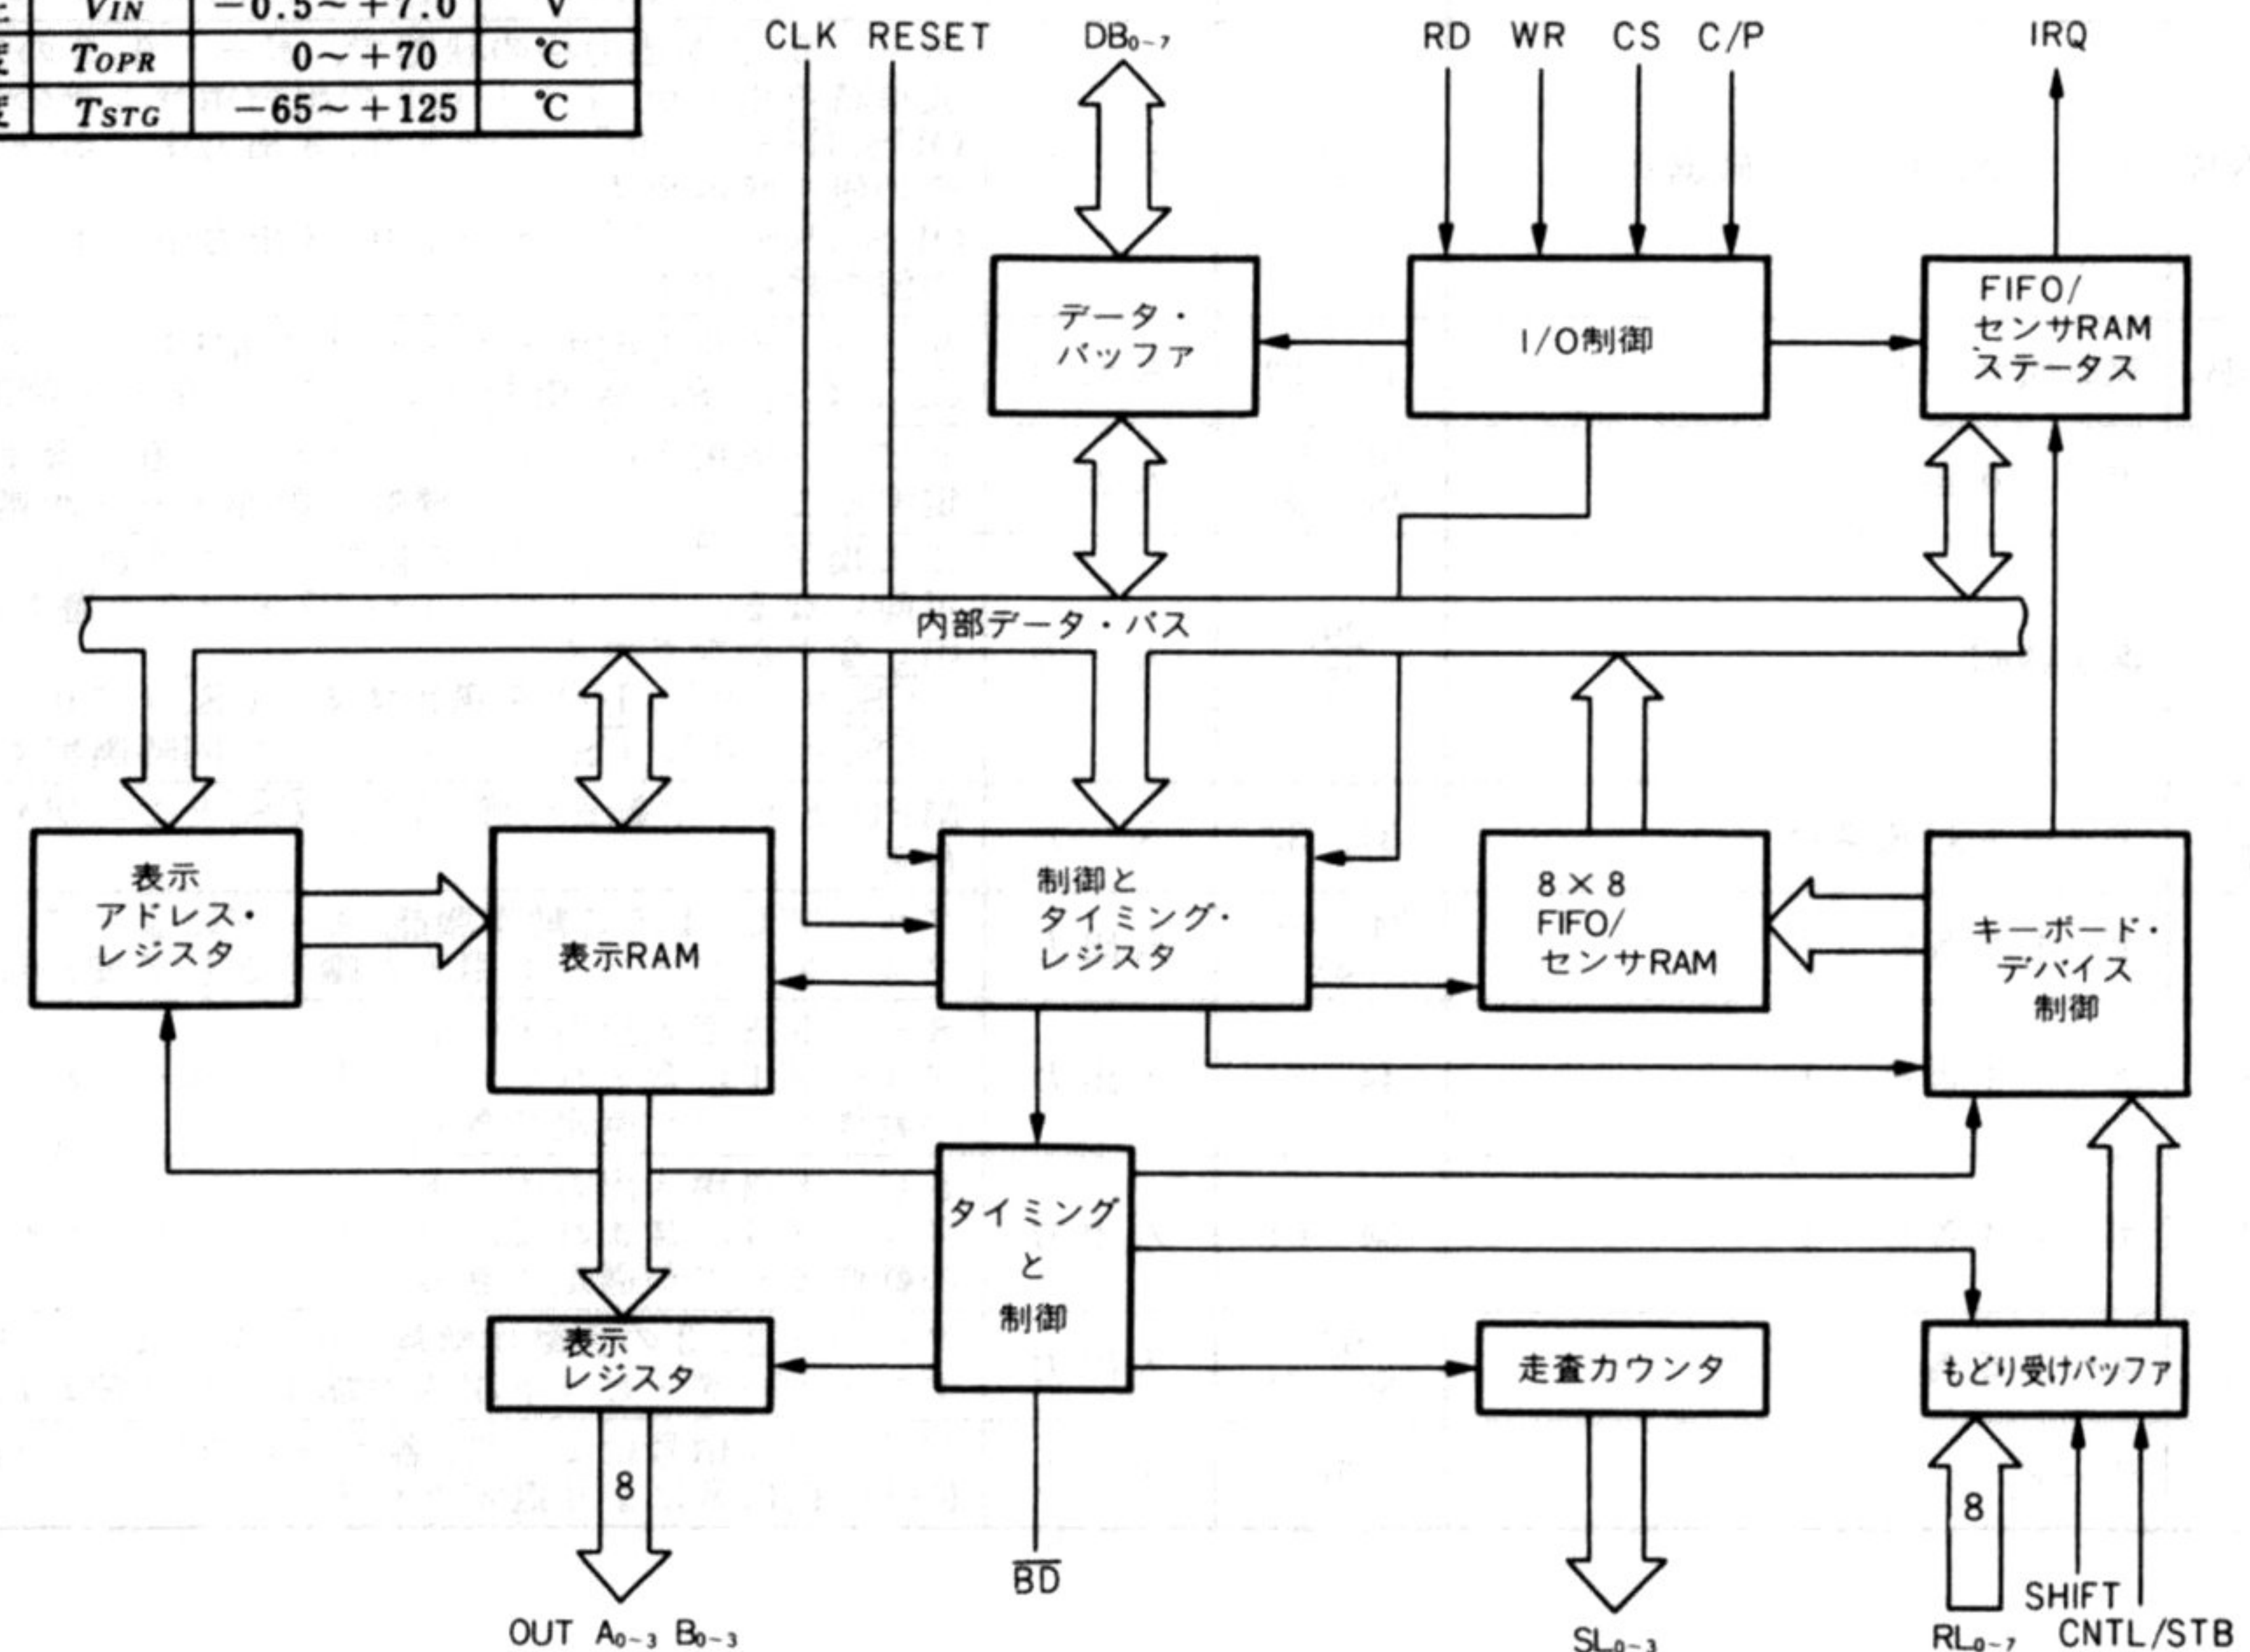 VIN −0.5～+7.0 V
TOPR 0～+70 ℃
TSTG −65～+125 ℃
CLK RESET DB0~7 RD WR CS C/P IRQ
データ・
バッファ
I/O制御
FIFO/
センサRAM
ステータス
内部データ・バス
表示
アドレス・
レジスタ
表示RAM
制御と
タイミング・
レジスタ
8×8
FIFO/
センサRAM
キーボード・
デバイス
制御
タイミング
と
制御
表示
レジスタ
走査カウンタ
もどり受けバッファ
8
8
BD
SHIFT
OUT A0~3 B0~3
SL0~3
RL0~7 CNTL/STB